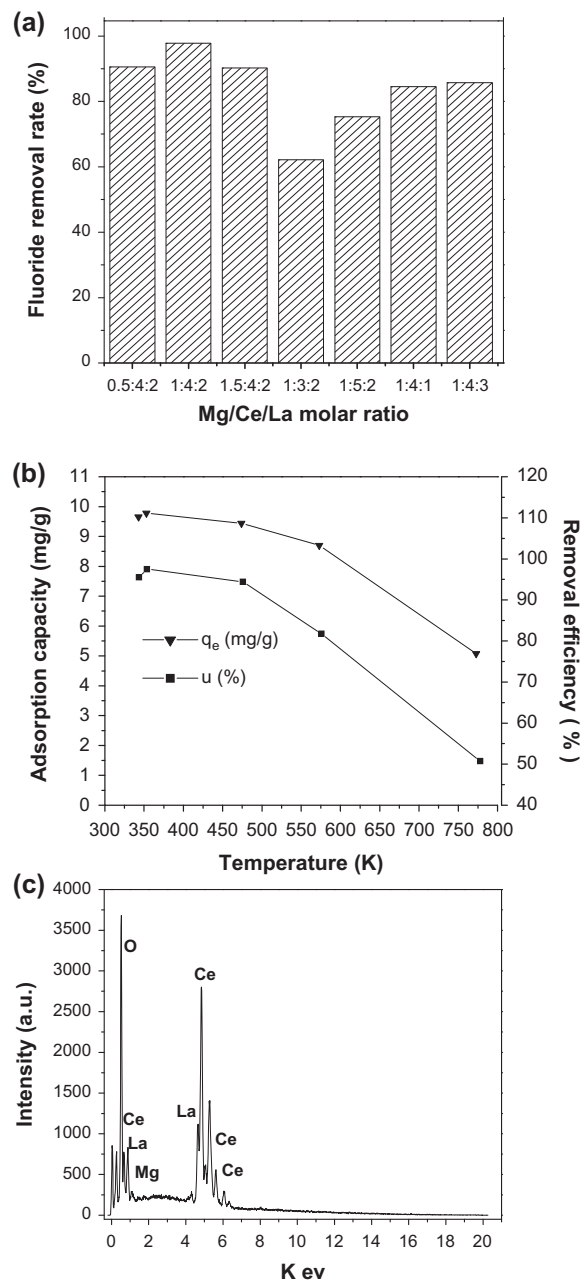 (a)
100
80
60
40
20
0
Fluoride removal rate (%)
0.5:4:2 1:4:2 1.5:4:2 1:3:2 1:5:2 1:4:1 1:4:3
Mg/Ce/La molar ratio
(b)
11
10
9
8
7
6
5
4
3
2
1
0
Adsorption capacity (mg/g)
qe (mg/g)
u (%)
120
110
100
90
80
70
60
50
40
Removal efficiency ( % )
300 350 400 450 500 550 600 650 700 750 800
Temperature (K)
(c)
4000
3500
3000
2500
2000
1500
1000
500
0
Intensity (a.u.)
O
Ce
La
Mg
La
Ce
Ce
Ce
0 2 4 6 8 10 12 14 16 18 20
K ev